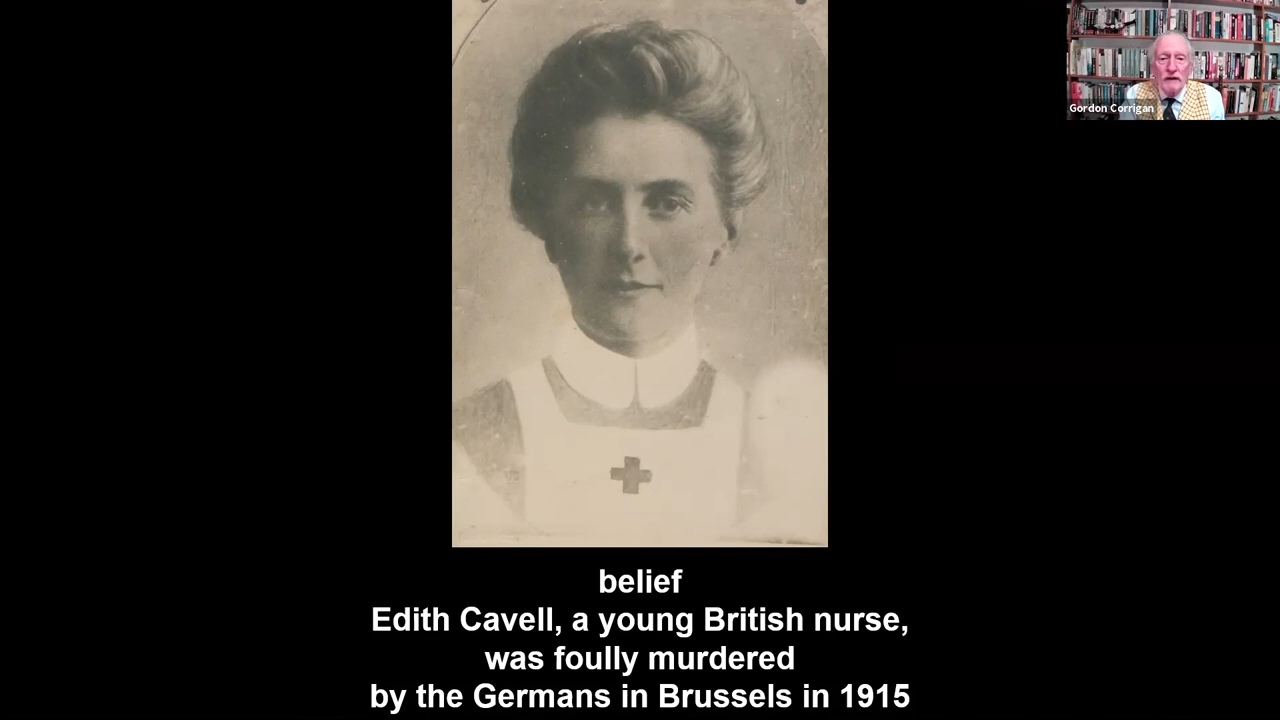 Gordon Corrigan
belief
Edith Cavell, a young British nurse,
was foully murdered
by the Germans in Brussels in 1915